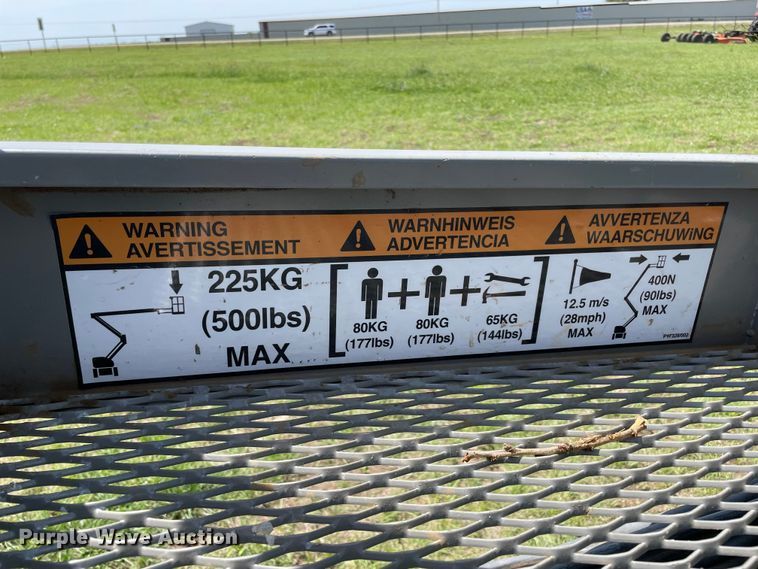 WARNING
AVERTISSEMENT
WARNHINWEIS
ADVERTENCIA
AVVERTENZA
WAARSCHUWiNG
225KG
(500lbs)
MAX
80KG
(177lbs)
80KG
(177lbs)
65KG
(144lbs)
12.5 m/s
(28mph)
MAX
400N
(90lbs)
MAX
Purple Wave Auction